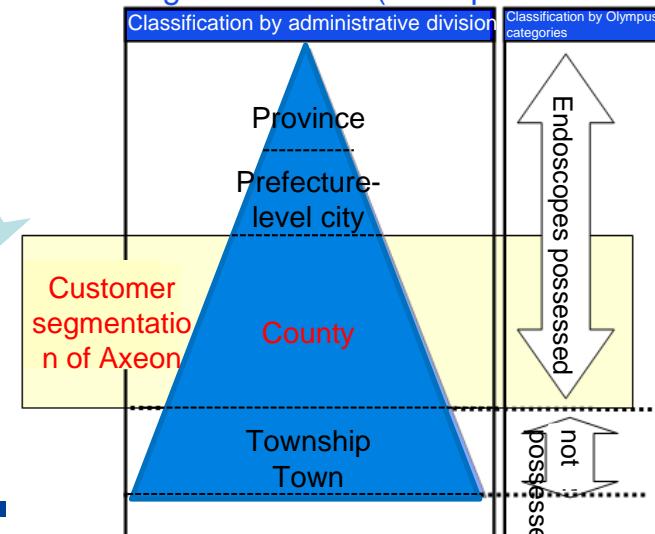 Classification by administrative division
Classification by Olympus
categories
Province
Prefecture-
level city
Endoscopes possessed
Customer
segmentatio
n of Axeon
County
Township
Town
not